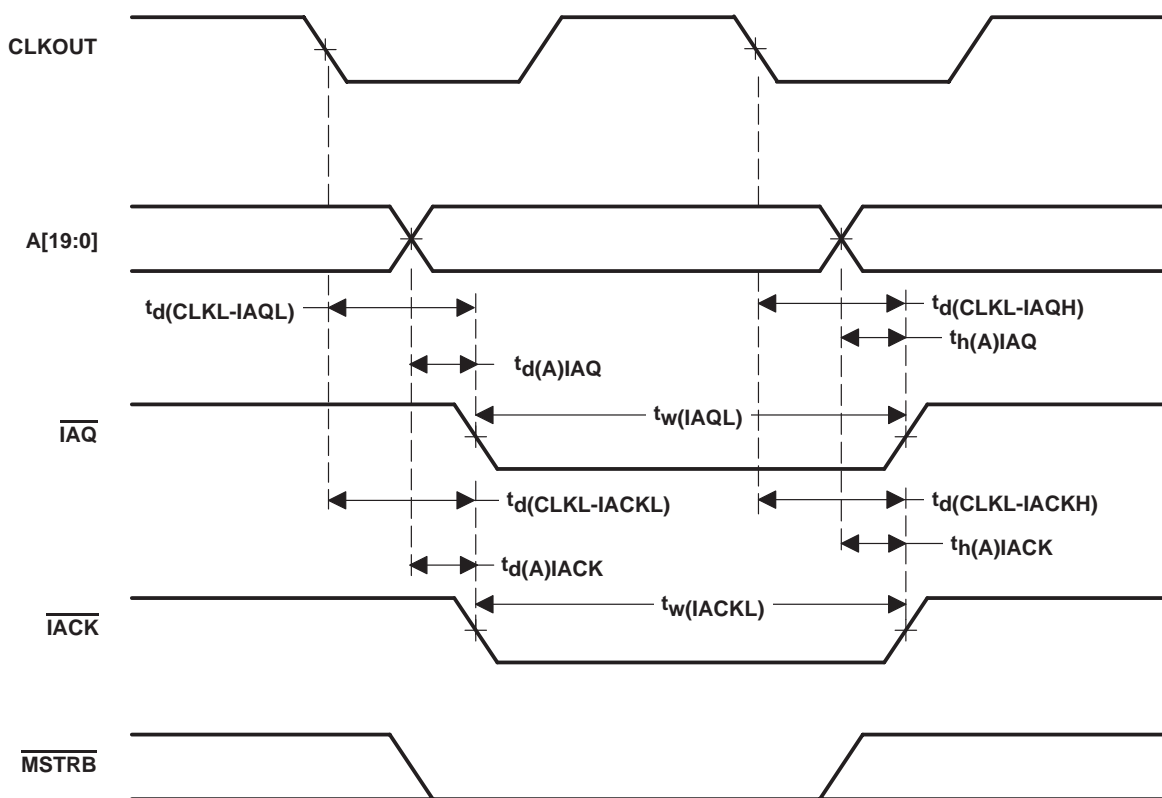 CLKOUT
A[19:0]
td(CLKL-IAQL)
td(CLKL-IAQH)
th(A)IAQ
td(A)IAQ
tw(IAQL)
IAQ
td(CLKL-IACKL)
td(CLKL-IACKH)
th(A)IACK
td(A)IACK
tw(IACKL)
IACK
MSTRB